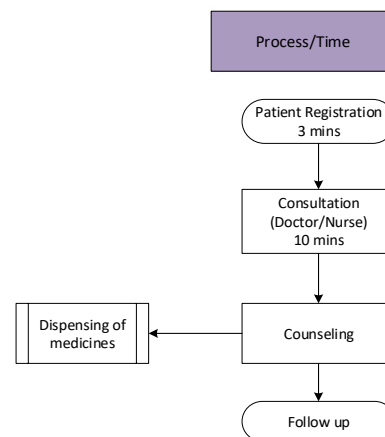 Process/Time
Patient Registration
3 mins
Consultation
(Doctor/Nurse)
10 mins
Dispensing of
medicines
Counseling
Follow up